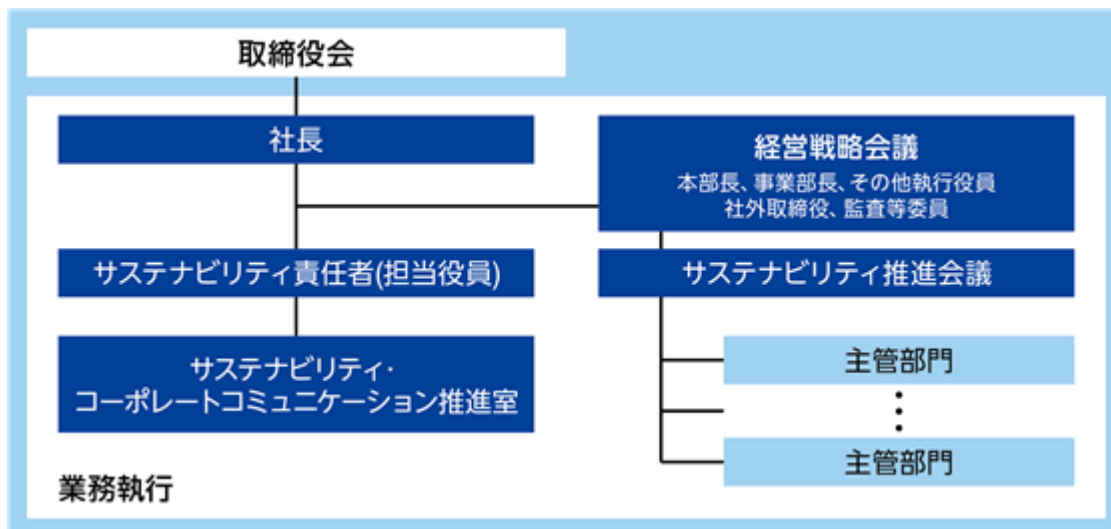 取締役会
社長
経営戦略会議
本部長、事業部長、その他執行役員
社外取締役、監査等委員
サステナビリティ責任者(担当役員)
サステナビリティ推進会議
サステナビリティ・
コーポレートコミュニケーション推進室
主管部門
主管部門
業務執行